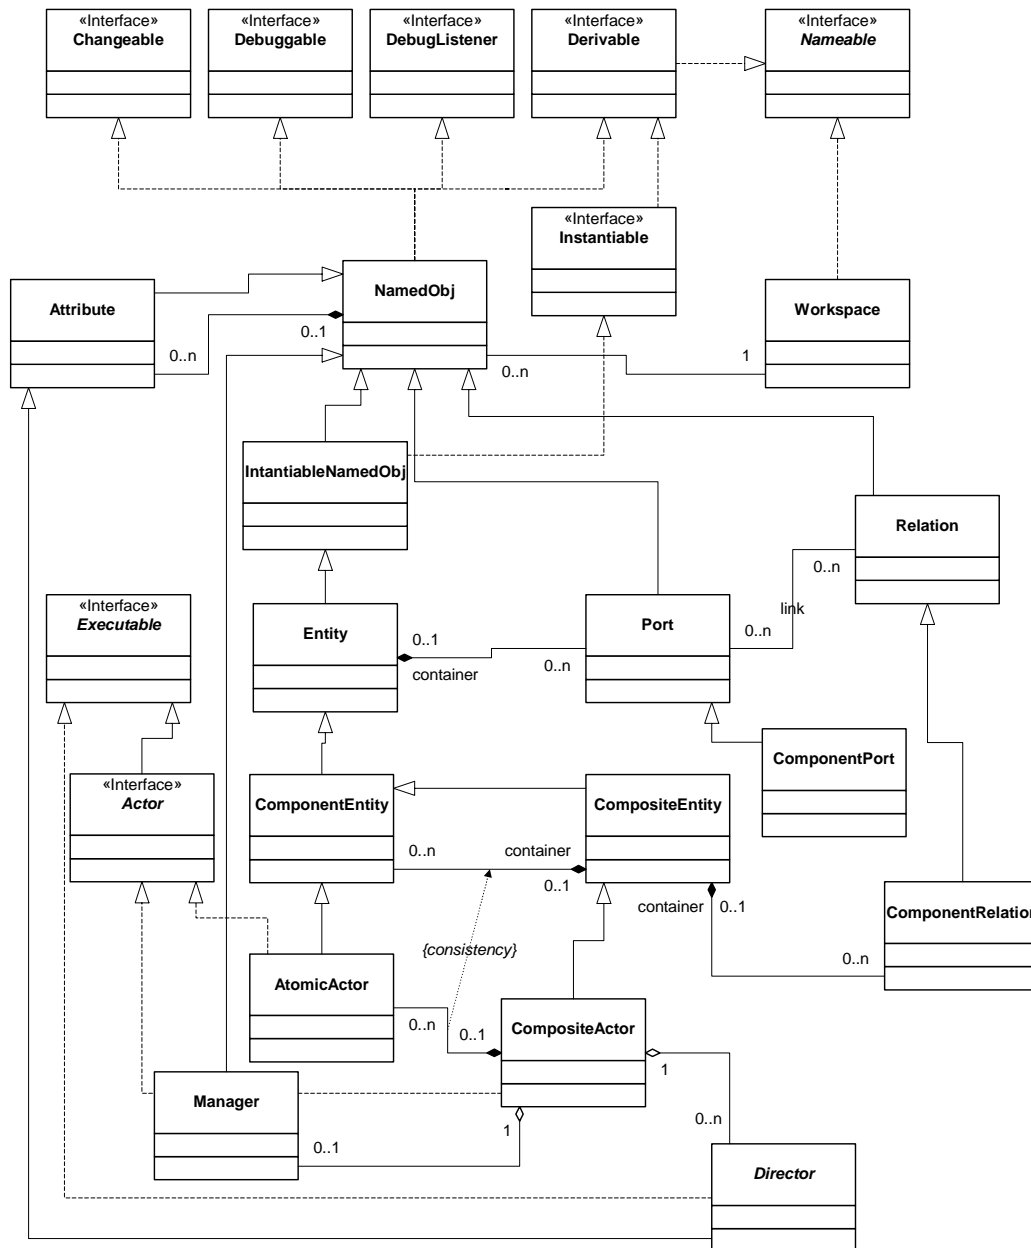 «Interface»
Changeable
«Interface»
Debuggable
«Interface»
DebugListener
«Interface»
Derivable
«Interface»
Nameable
«Interface»
Instantiable
NamedObj
Attribute
Workspace
0..1
0..n
0..n
1
IntantiableNamedObj
Relation
0..n
link
0..n
«Interface»
Executable
Entity
0..1
container
Port
0..n
ComponentPort
«Interface»
Actor
ComponentEntity
CompositeEntity
0..n
container
0..1
container
0..1
ComponentRelation
0..n
{consistency}
AtomicActor
0..n
0..1
CompositeActor
1
1
Manager
0..1
0..n
Director